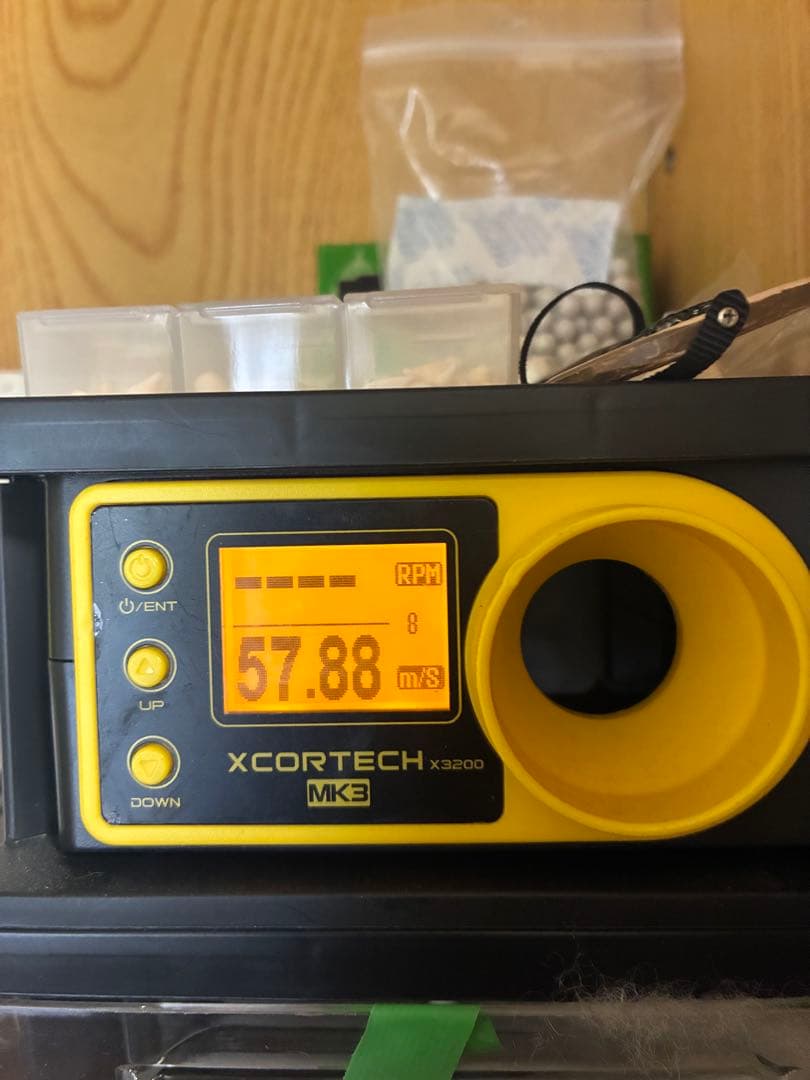 ---- RPM
8
57.88 m/S
⏻/ENT
UP
DOWN
XCORTECH X3200
MK3